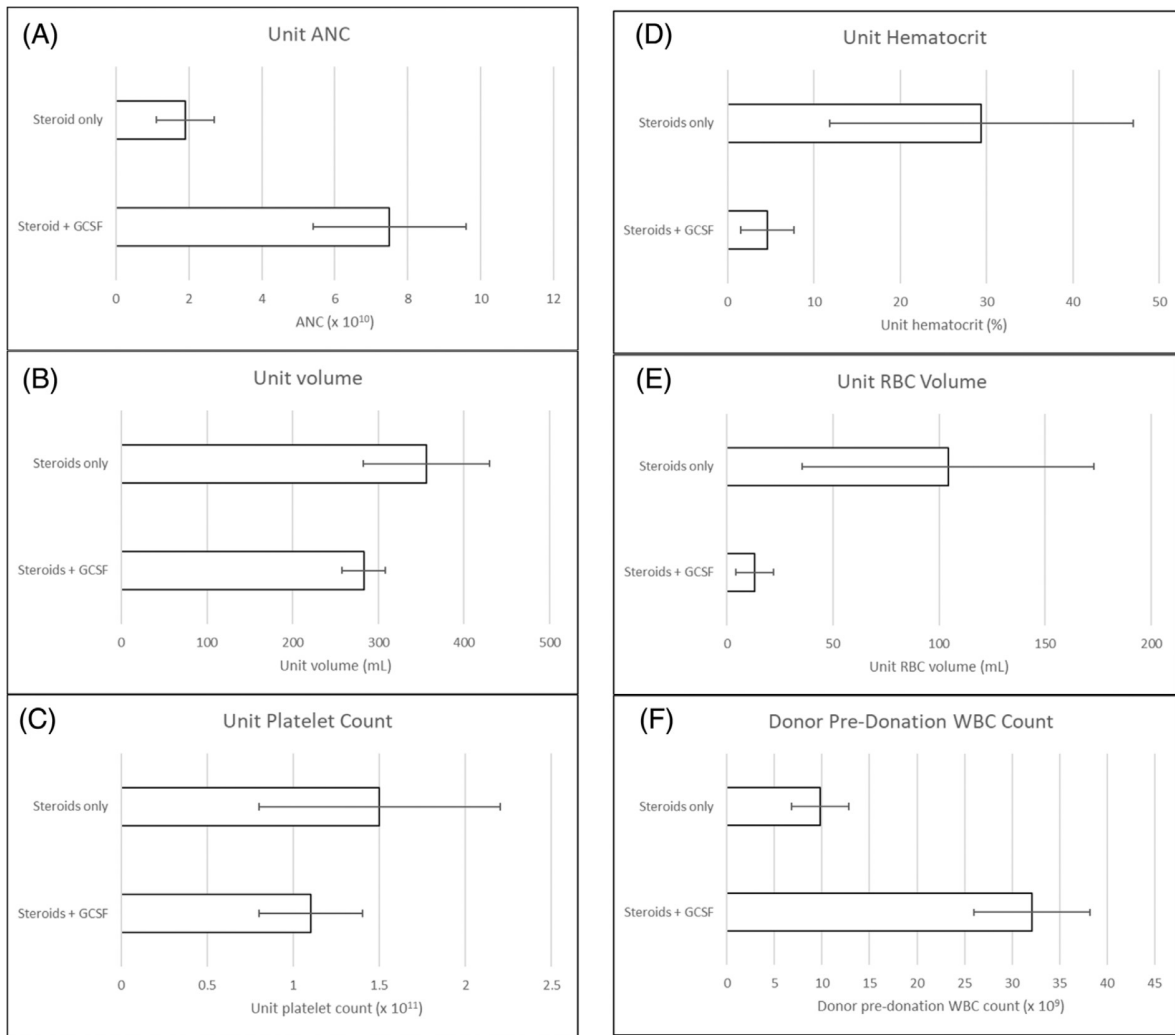 (A)
Unit ANC
Steroid only
Steroid + GCSF
0 2 4 6 8 10 12
ANC (x 10¹⁰)
(B)
Unit volume
Steroids only
Steroids + GCSF
0 100 200 300 400 500
Unit volume (mL)
(C)
Unit Platelet Count
Steroids only
Steroids + GCSF
0 0.5 1 1.5 2 2.5
Unit platelet count (x 10¹¹)
(D)
Unit Hematocrit
Steroids only
Steroids + GCSF
0 10 20 30 40 50
Unit hematocrit (%)
(E)
Unit RBC Volume
Steroids only
Steroids + GCSF
0 50 100 150 200
Unit RBC volume (mL)
(F)
Donor Pre-Donation WBC Count
Steroids only
Steroids + GCSF
0 5 10 15 20 25 30 35 40 45
Donor pre-donation WBC count (x 10⁹)